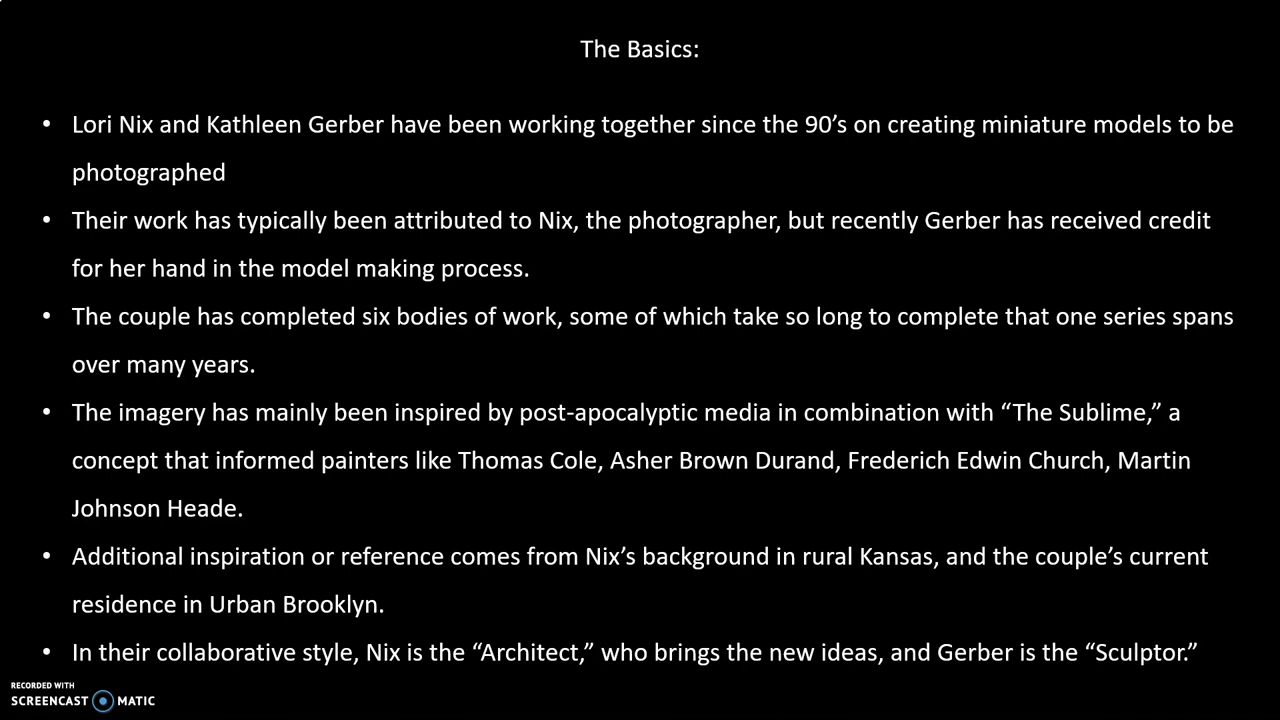 The Basics:
• Lori Nix and Kathleen Gerber have been working together since the 90’s on creating miniature models to be
photographed
• Their work has typically been attributed to Nix, the photographer, but recently Gerber has received credit
for her hand in the model making process.
• The couple has completed six bodies of work, some of which take so long to complete that one series spans
over many years.
• The imagery has mainly been inspired by post-apocalyptic media in combination with “The Sublime,” a
concept that informed painters like Thomas Cole, Asher Brown Durand, Frederich Edwin Church, Martin
Johnson Heade.
• Additional inspiration or reference comes from Nix’s background in rural Kansas, and the couple’s current
residence in Urban Brooklyn.
• In their collaborative style, Nix is the “Architect,” who brings the new ideas, and Gerber is the “Sculptor.”
RECORDED WITH
SCREENCAST MATIC